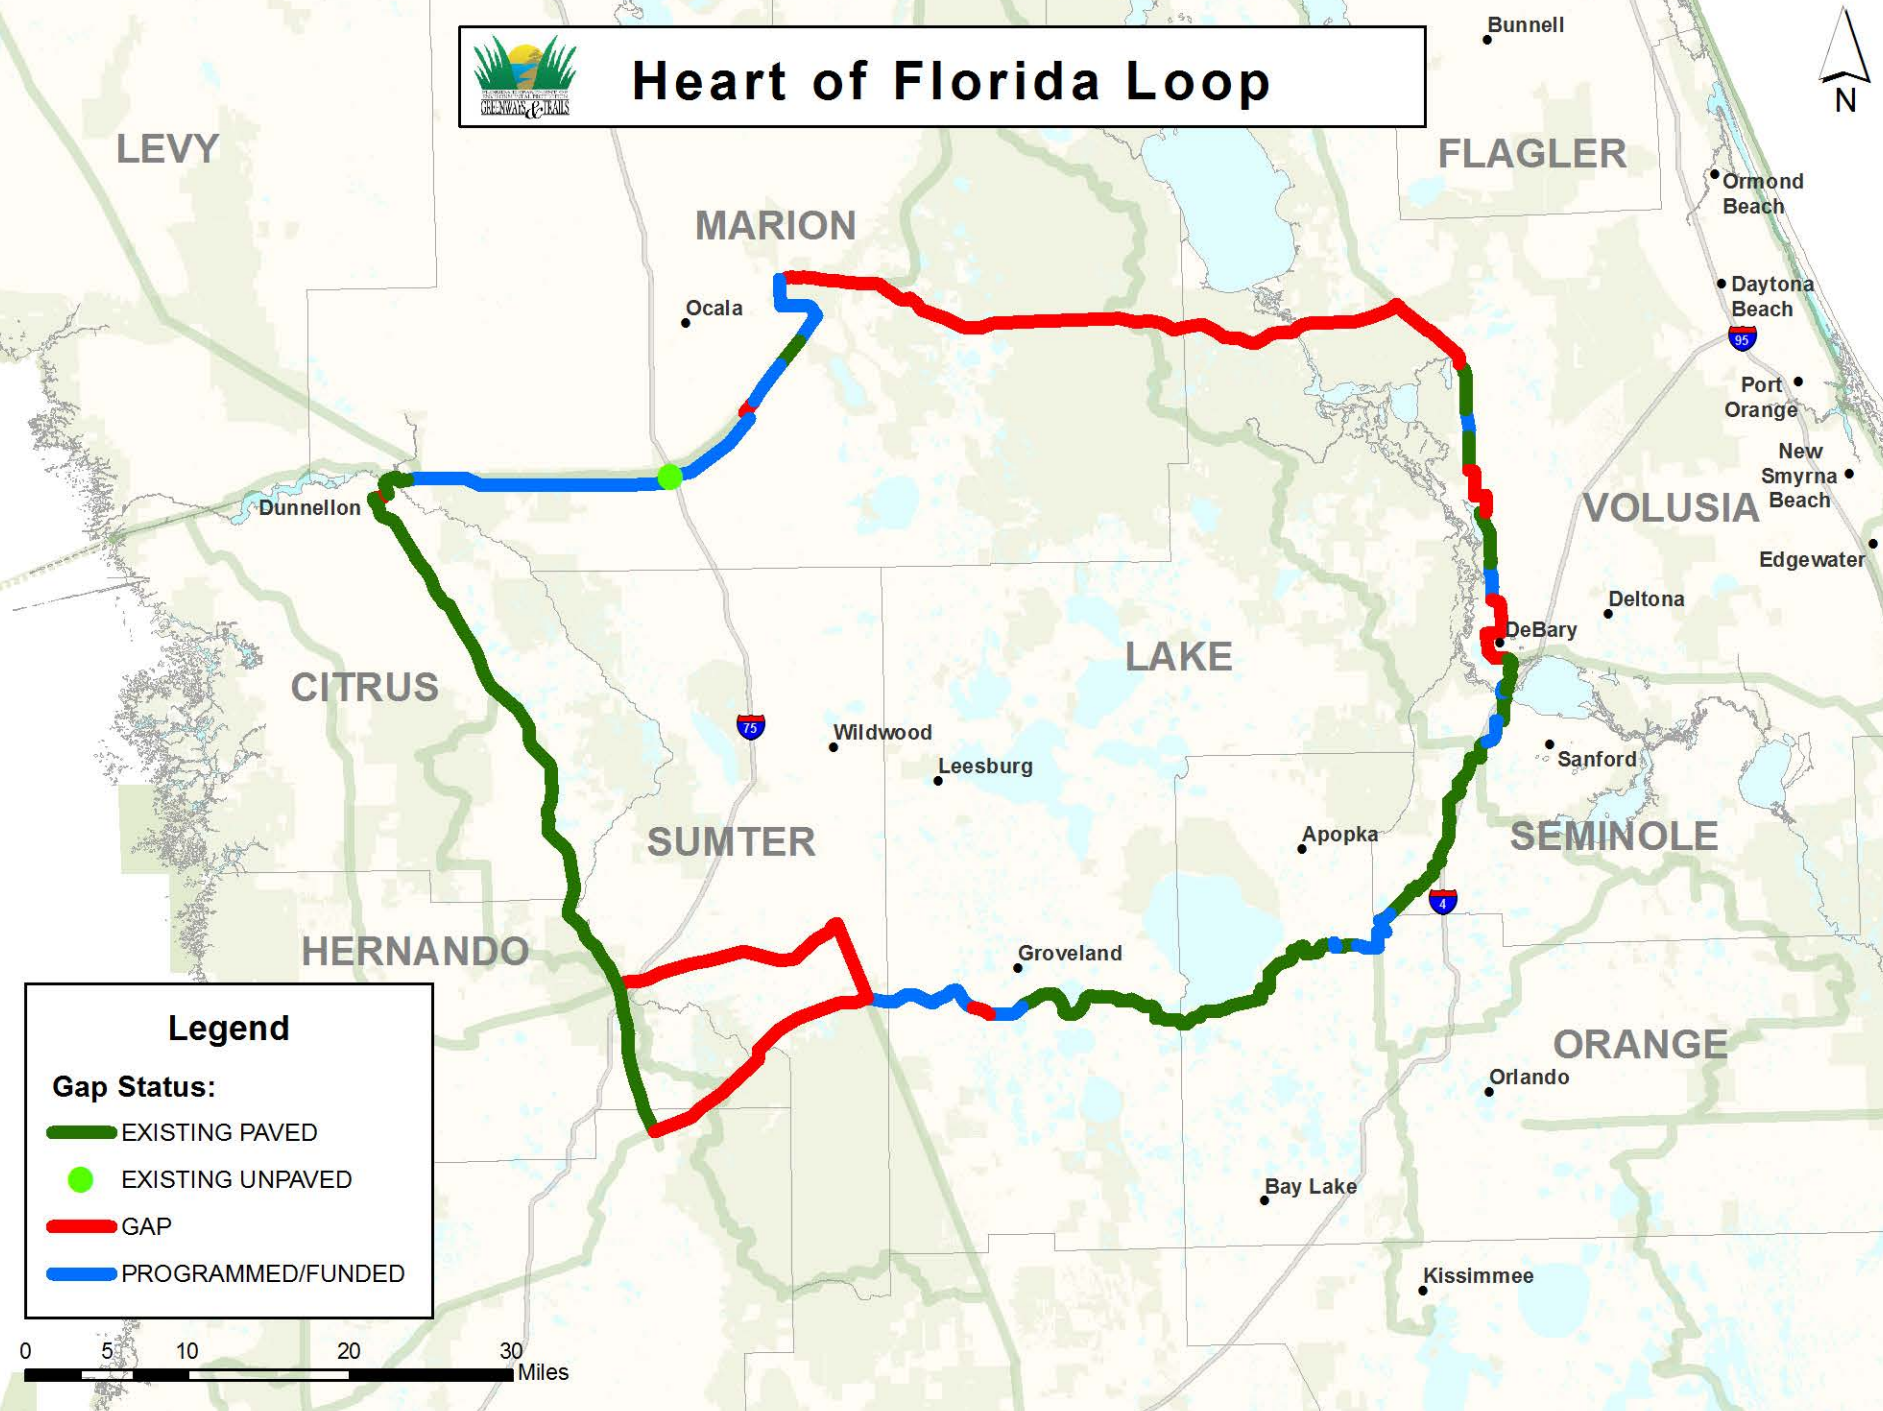 Heart of Florida Loop
GREENWAYS & TRAILS
N
Bunnell
LEVY
FLAGLER
Ormond
Beach
MARION
Daytona
Beach
Ocala
95
Port
Orange
New
Smyrna
Beach
Dunnellon
VOLUSIA
Edgewater
Deltona
DeBary
LAKE
CITRUS
75
Wildwood
Leesburg
Sanford
SUMTER
Apopka
SEMINOLE
4
HERNANDO
Groveland
ORANGE
Orlando
Bay Lake
Kissimmee
Legend
Gap Status:
EXISTING PAVED
EXISTING UNPAVED
GAP
PROGRAMMED/FUNDED
0 5 10 20 30
Miles